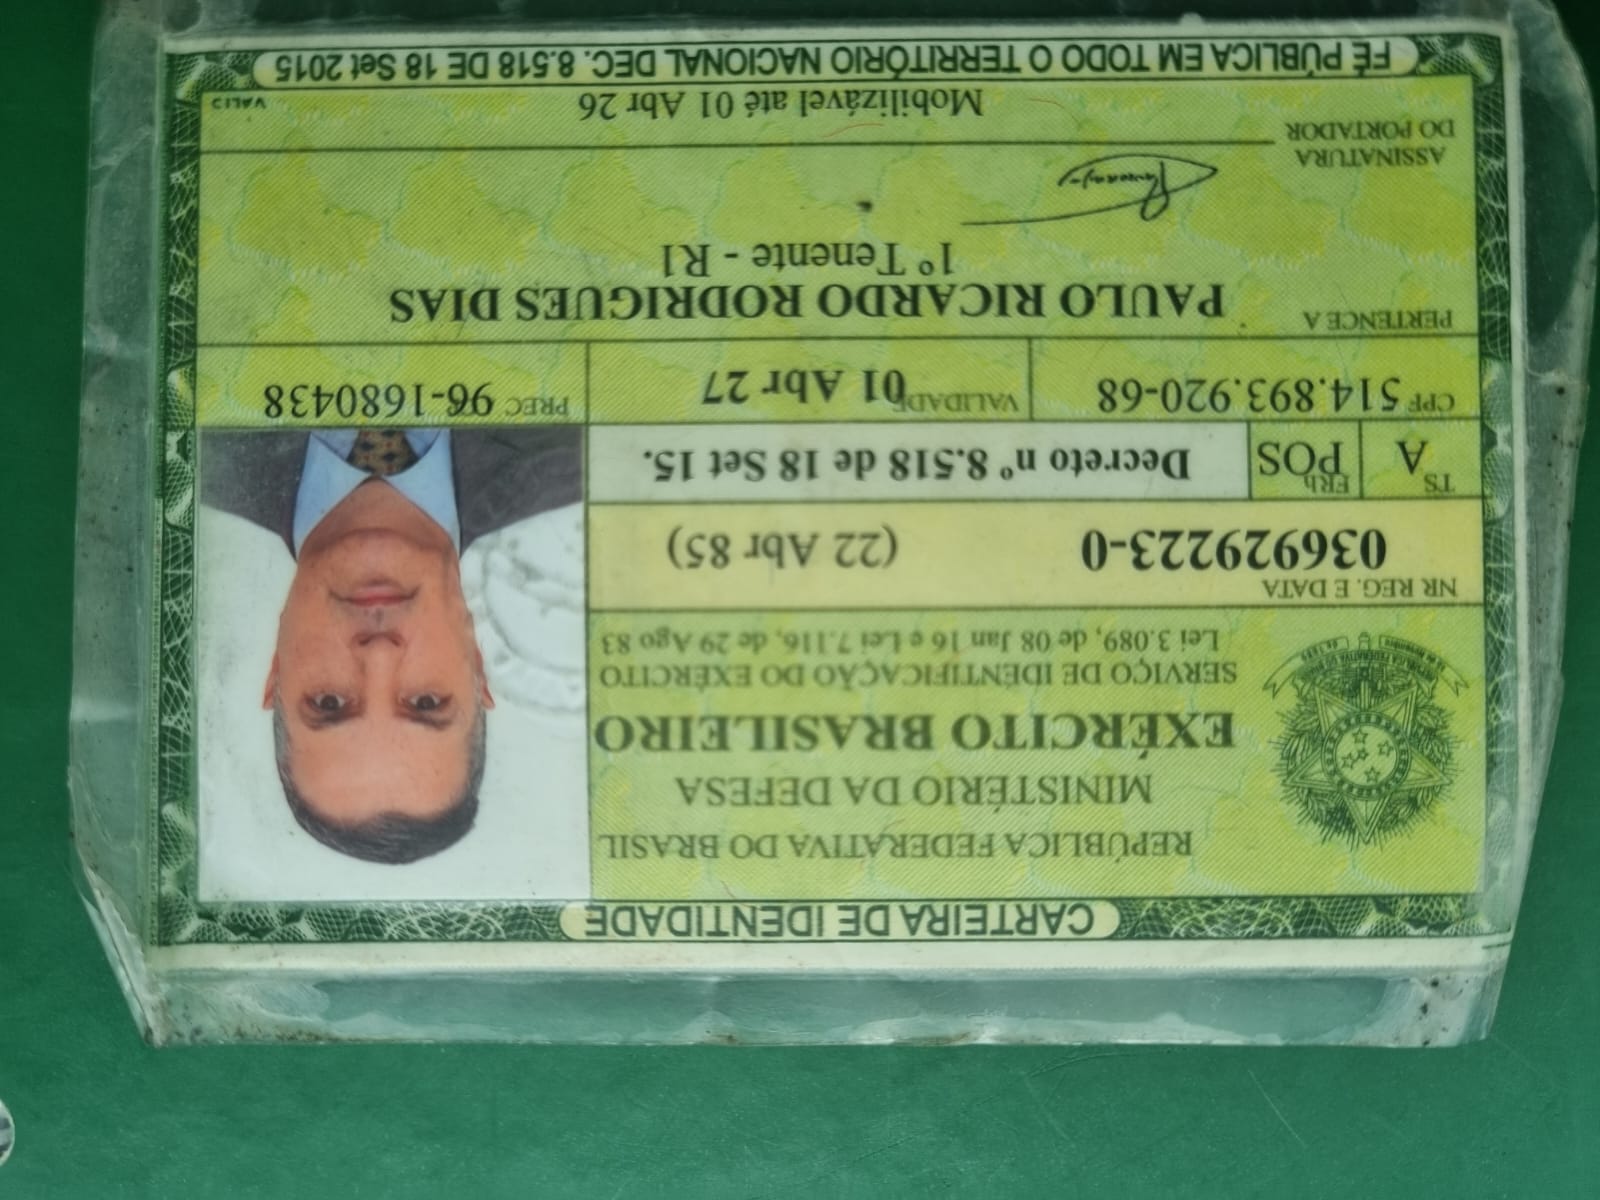 CARTEIRA DE IDENTIDADE
REPÚBLICA FEDERATIVA DO BRASIL
MINISTÉRIO DA DEFESA
EXÉRCITO BRASILEIRO
SERVIÇO DE IDENTIFICAÇÃO DO EXÉRCITO
Lei 3.089, de 08 Jan 16 e Lei 7.116, de 29 Ago 83
NR REG. E DATA
036929223-0 (22 Abr 85)
TS A FRh POS Decreto nº 8.518 de 18 Set 15.
CPF 514.893.920-68 VALIDADE 01 Abr 27 PREC 96-1680438
PERTENCE A PAULO RICARDO RODRIGUES DIAS
1º Tenente - R1
ASSINATURA
DO PORTADOR
Mobilizável até 01 Abr 26
FÉ PÚBLICA EM TODO O TERRITÓRIO NACIONAL DEC. 8.518 DE 18 Set 2015